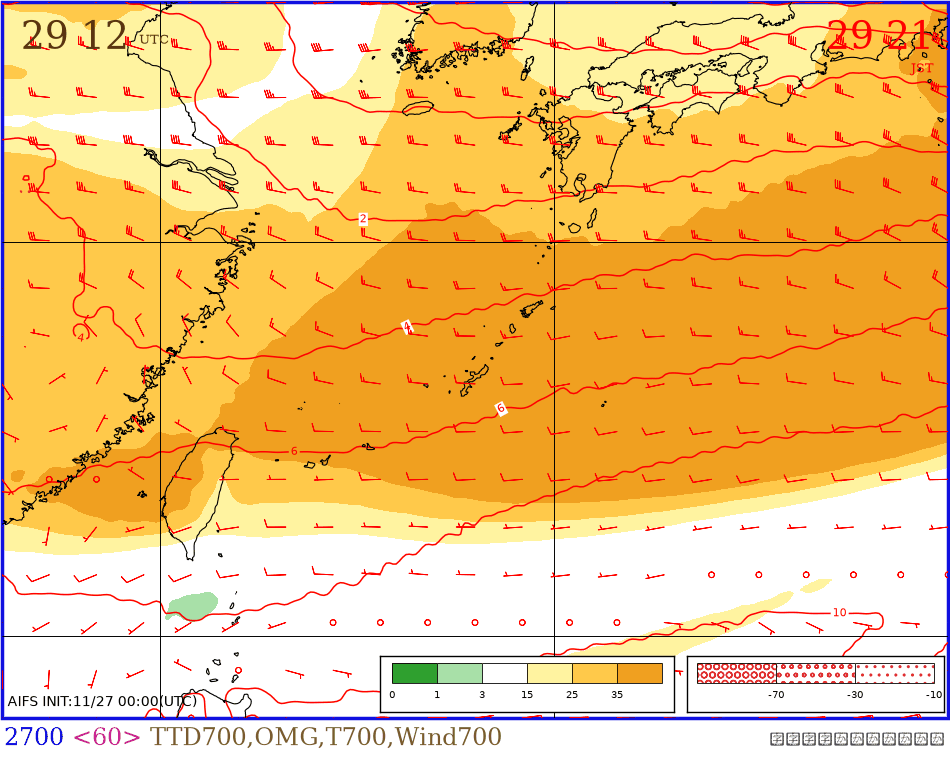 29 12 UTC
29 21 JST
2
4
4
6
6
10
0 1 3 15 25 35
-70 -30 -10
AIFS INIT:11/27 00:00(UTC)
2700 <60> TTD700,OMG,T700,Wind700